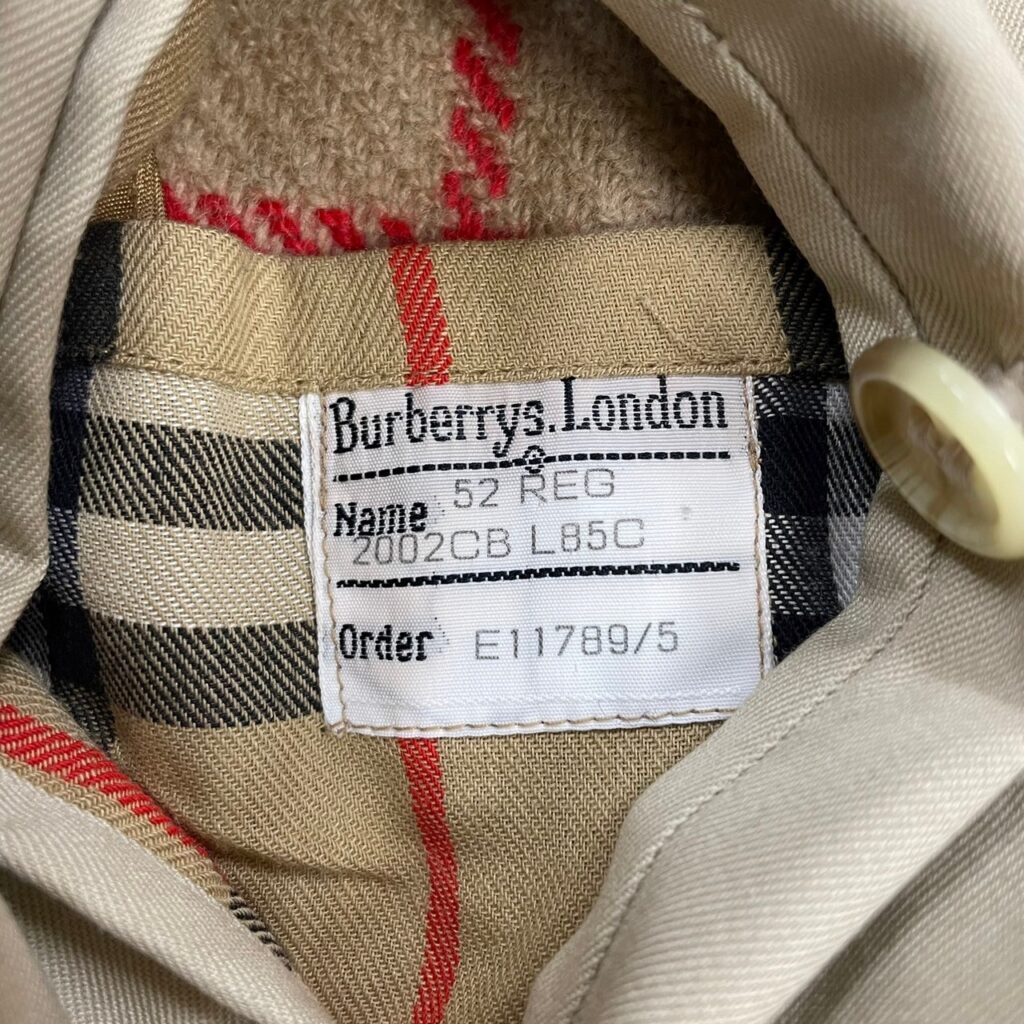 Burberrys. London
52 REG
Name
2002CB L85C
Order E11789/5